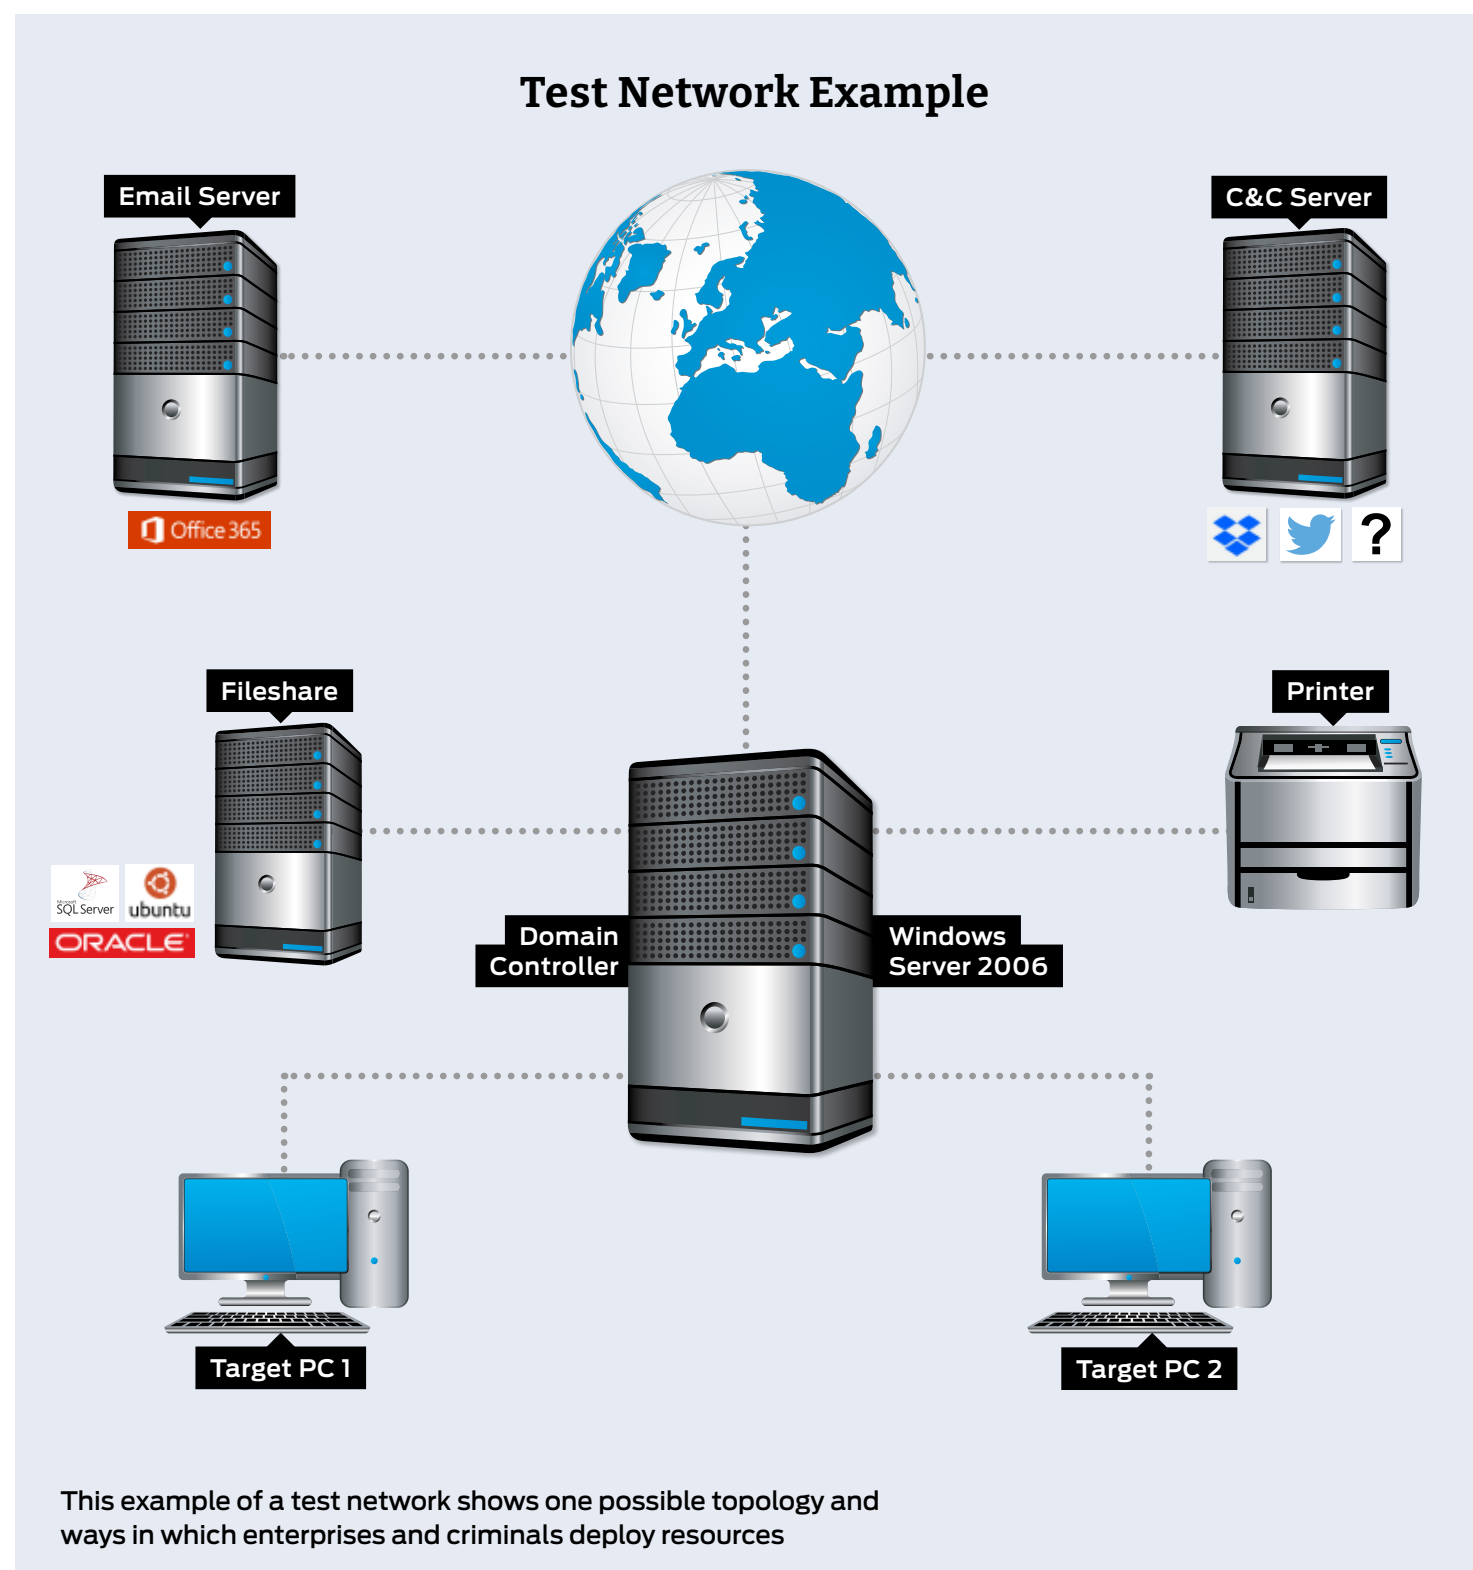 Test Network Example
Email Server
C&C Server
Office 365
?
Fileshare
Printer
Microsoft
SQL Server
ubuntu
ORACLE
Domain
Controller
Windows
Server 2006
Target PC 1
Target PC 2
This example of a test network shows one possible topology and
ways in which enterprises and criminals deploy resources